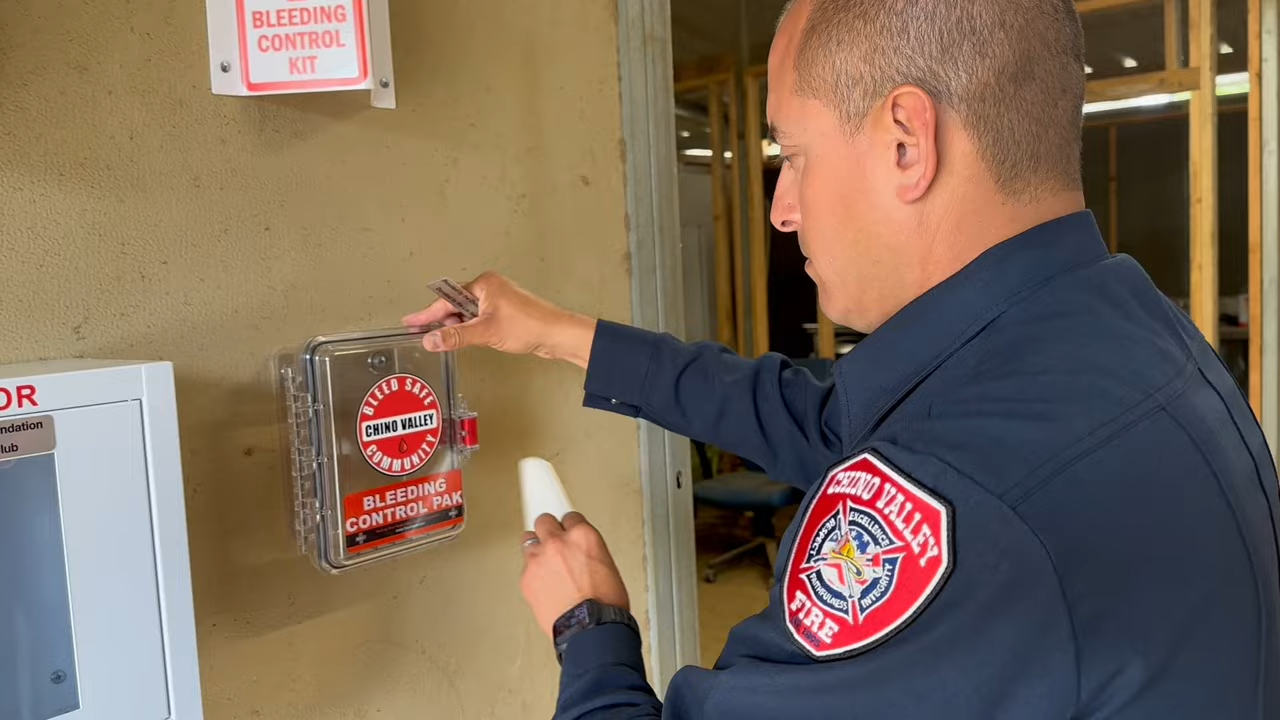 BLEEDING
CONTROL
KIT
OR
ndation
lub
BLEED SAFE
CHINO VALLEY
COMMUNITY
BLEEDING
CONTROL PAK
CHINO VALLEY
EXCELLENCE
RESPECT
FAITHFULNESS
INTEGRITY
FIRE